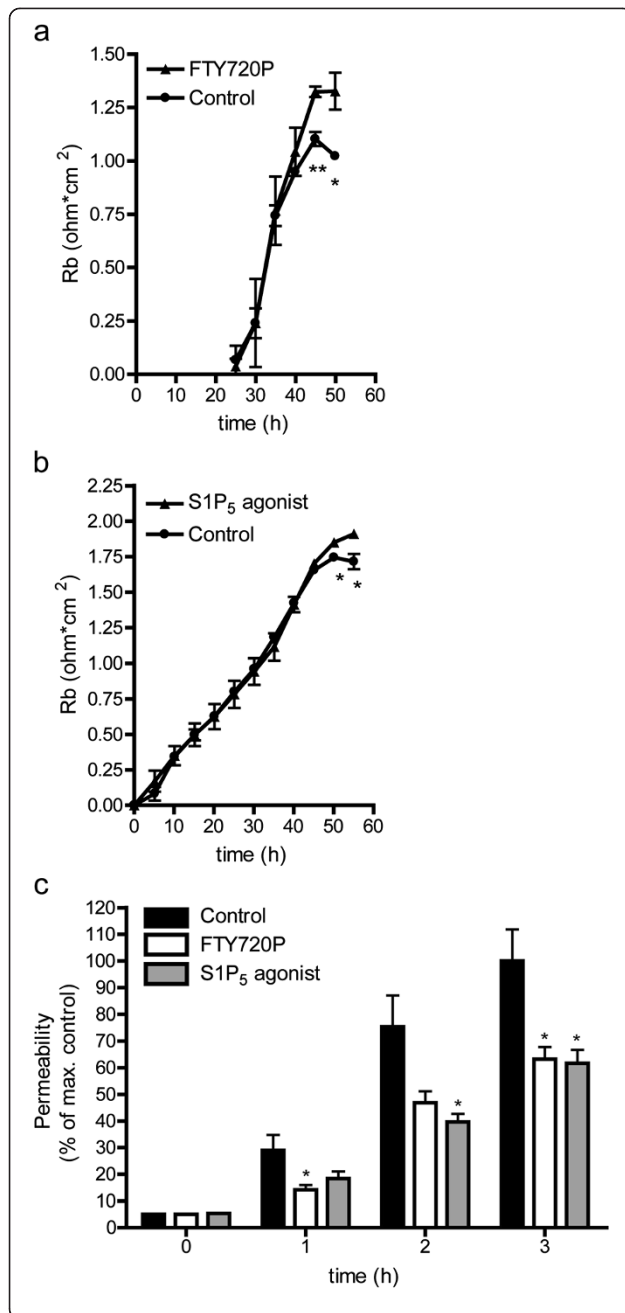 a
FTY720P
Control
1.50
1.25
1.00
0.75
0.50
0.25
0.00
Rb (ohm*cm 2)
**
*
0 10 20 30 40 50 60
time (h)
b
S1P5 agonist
Control
2.25
2.00
1.75
1.50
1.25
1.00
0.75
0.50
0.25
0.00
Rb (ohm*cm 2)
* *
0 10 20 30 40 50 60
time (h)
c
Control
FTY720P
S1P5 agonist
120
110
100
90
80
70
60
50
40
30
20
10
0
Permeability
(% of max. control)
*
*
* *
0 1 2 3
time (h)